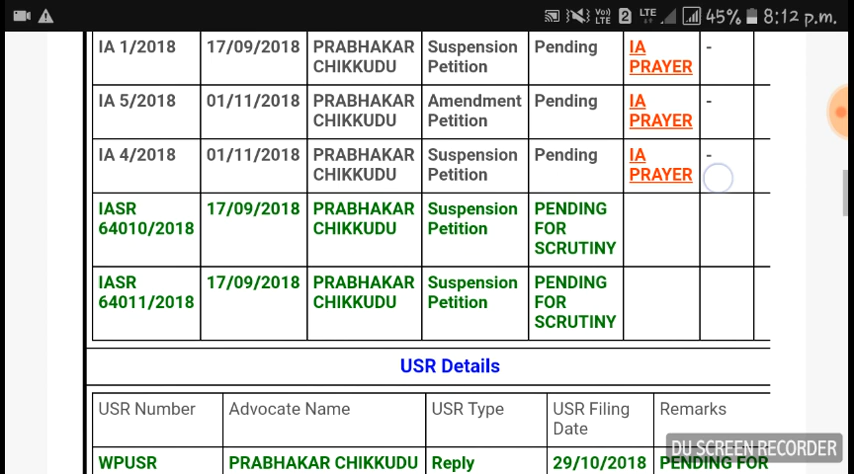 Vo)) LTE 2 LTE 45% 8:12 p.m.
IA 1/2018 17/09/2018 PRABHAKAR Suspension Pending IA -
CHIKKUDU Petition PRAYER
IA 5/2018 01/11/2018 PRABHAKAR Amendment Pending IA -
CHIKKUDU Petition PRAYER
IA 4/2018 01/11/2018 PRABHAKAR Suspension Pending IA -
CHIKKUDU Petition PRAYER
IASR 17/09/2018 PRABHAKAR Suspension PENDING
64010/2018 CHIKKUDU Petition FOR
SCRUTINY
IASR 17/09/2018 PRABHAKAR Suspension PENDING
64011/2018 CHIKKUDU Petition FOR
SCRUTINY
USR Details
USR Number Advocate Name USR Type USR Filing Remarks
Date
WPUSR PRABHAKAR CHIKKUDU Reply 29/10/2018 PENDING FOR
DU SCREEN RECORDER